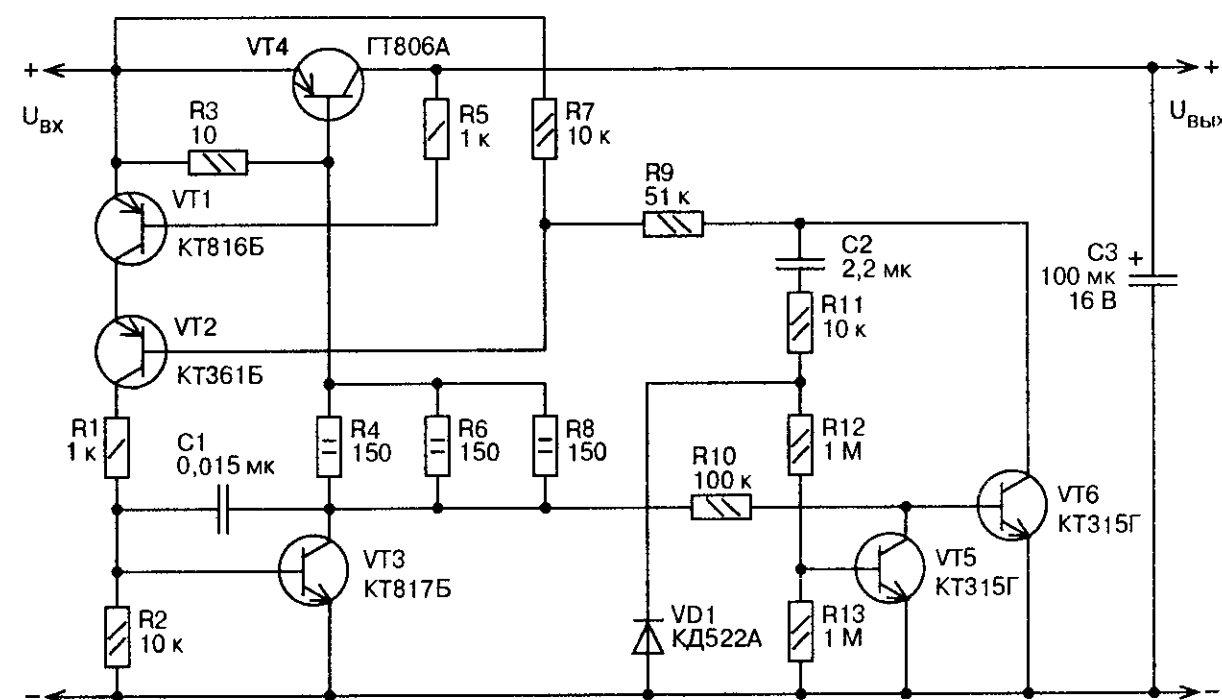 VT4
ГТ806А
+
+
Uвх
Uвых
R3
10
R5
1 к
R7
10 к
R9
51 к
VT1
КТ816Б
C2
2,2 мк
C3
100 мк
16 В
+
R11
10 к
VT2
КТ361Б
R1
1 к
C1
0,015 мк
R4
150
R6
150
R8
150
R12
1 М
R10
100 к
VT6
КТ315Г
VT3
КТ817Б
VT5
КТ315Г
R2
10 к
VD1
КД522А
R13
1 М
−
−